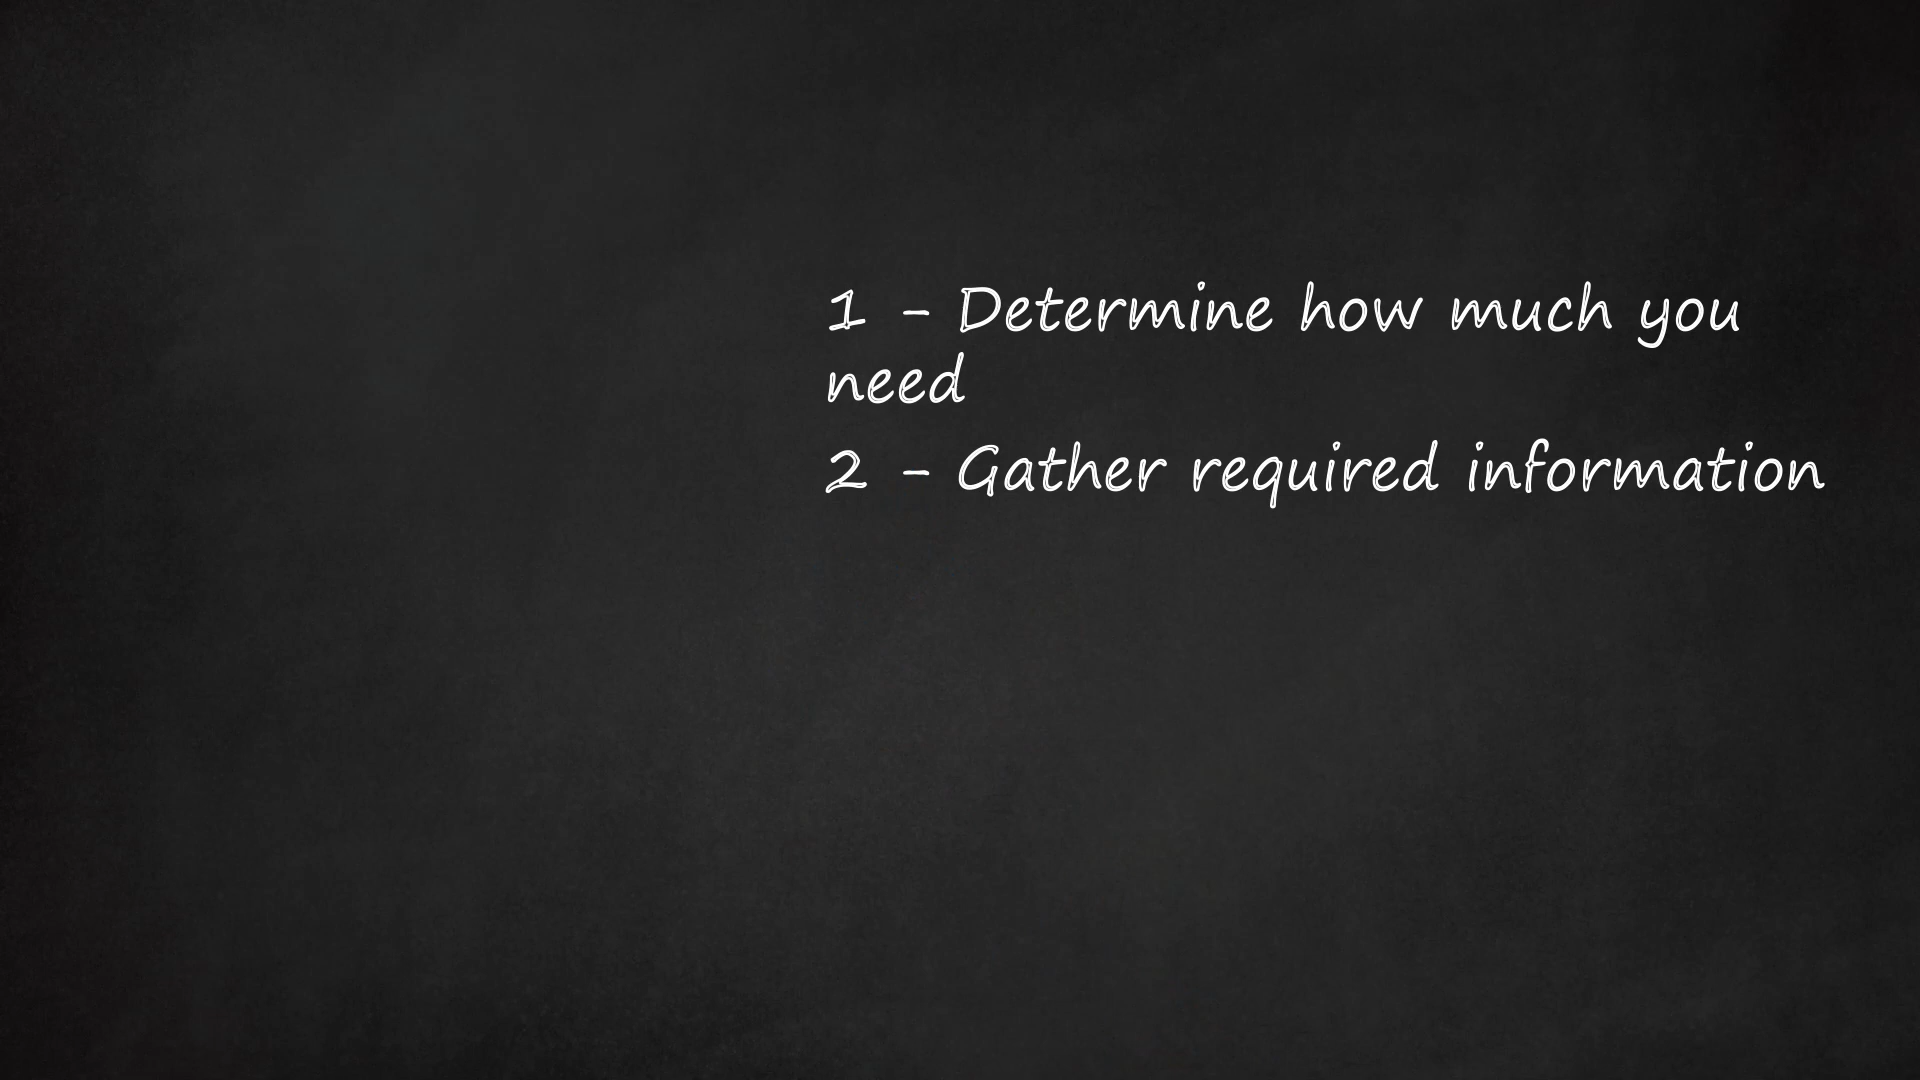 1 - Determine how much you
need
2 - Gather required information